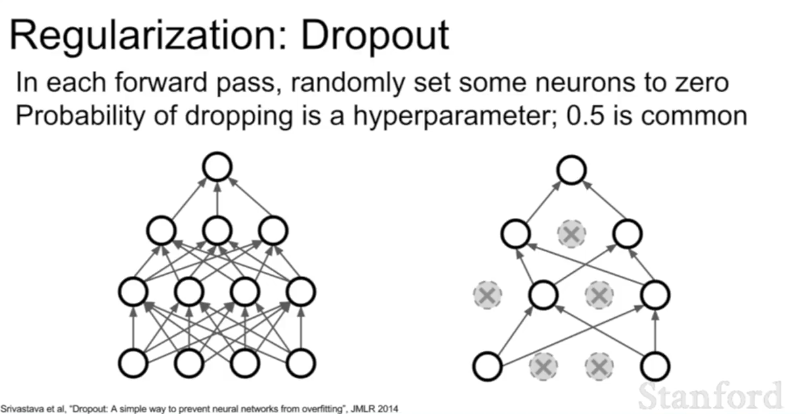 Regularization: Dropout
In each forward pass, randomly set some neurons to zero
Probability of dropping is a hyperparameter; 0.5 is common
Srivastava et al, “Dropout: A simple way to prevent neural networks from overfitting”, JMLR 2014
Stanford